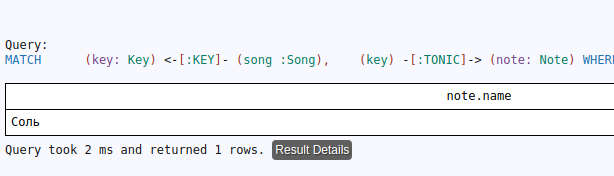 Query:
MATCH (key: Key) <-[:KEY]- (song :Song), (key) -[:TONIC]-> (note: Note) WHERE
note.name
Соль
Query took 2 ms and returned 1 rows. Result Details